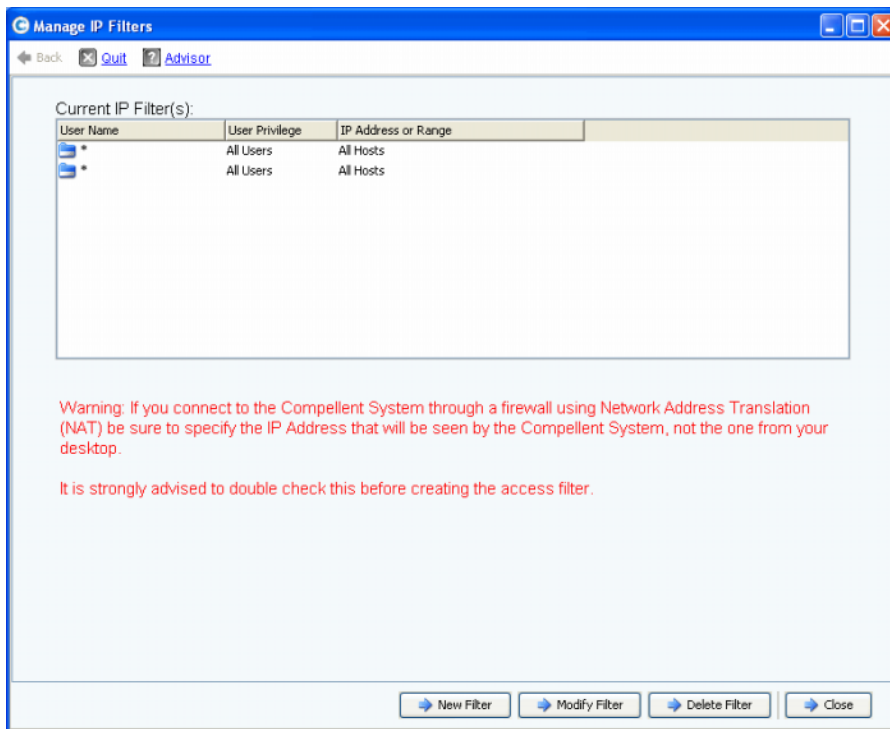 Manage IP Filters
Back Quit ? Advisor
Current IP Filter(s):
User Name User Privilege IP Address or Range
* All Users All Hosts
* All Users All Hosts
Warning: If you connect to the Compellent System through a firewall using Network Address Translation
(NAT) be sure to specify the IP Address that will be seen by the Compellent System, not the one from your
desktop.
It is strongly advised to double check this before creating the access filter.
New Filter Modify Filter Delete Filter Close